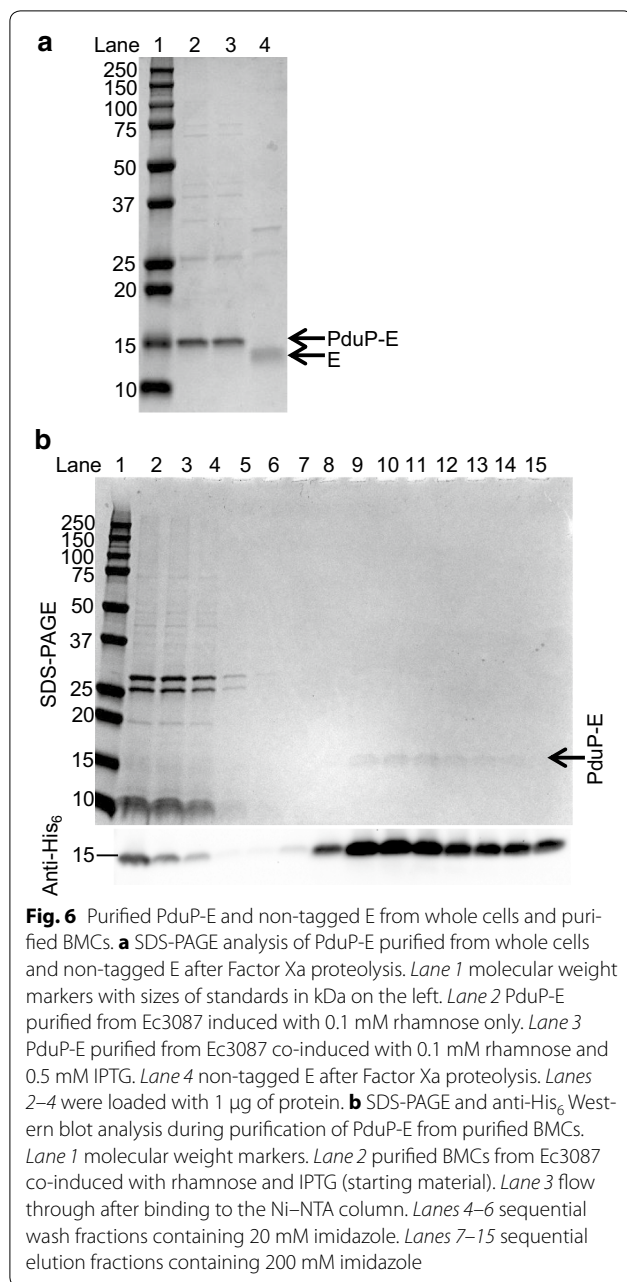 a
Lane 1 2 3 4
250
150
100
75
50
37
25
20
15
10
PduP-E
E
b
Lane 1 2 3 4 5 6 7 8 9 10 11 12 13 14 15
250
150
100
75
50
37
25
20
15
10
SDS-PAGE
PduP-E
Anti-His₆
15
Fig. 6 Purified PduP-E and non-tagged E from whole cells and puri-
fied BMCs. a SDS-PAGE analysis of PduP-E purified from whole cells
and non-tagged E after Factor Xa proteolysis. Lane 1 molecular weight
markers with sizes of standards in kDa on the left. Lane 2 PduP-E
purified from Ec3087 induced with 0.1 mM rhamnose only. Lane 3
PduP-E purified from Ec3087 co-induced with 0.1 mM rhamnose and
0.5 mM IPTG. Lane 4 non-tagged E after Factor Xa proteolysis. Lanes
2–4 were loaded with 1 μg of protein. b SDS-PAGE and anti-His₆ West-
ern blot analysis during purification of PduP-E from purified BMCs.
Lane 1 molecular weight markers. Lane 2 purified BMCs from Ec3087
co-induced with rhamnose and IPTG (starting material). Lane 3 flow
through after binding to the Ni–NTA column. Lanes 4–6 sequential
wash fractions containing 20 mM imidazole. Lanes 7–15 sequential
elution fractions containing 200 mM imidazole